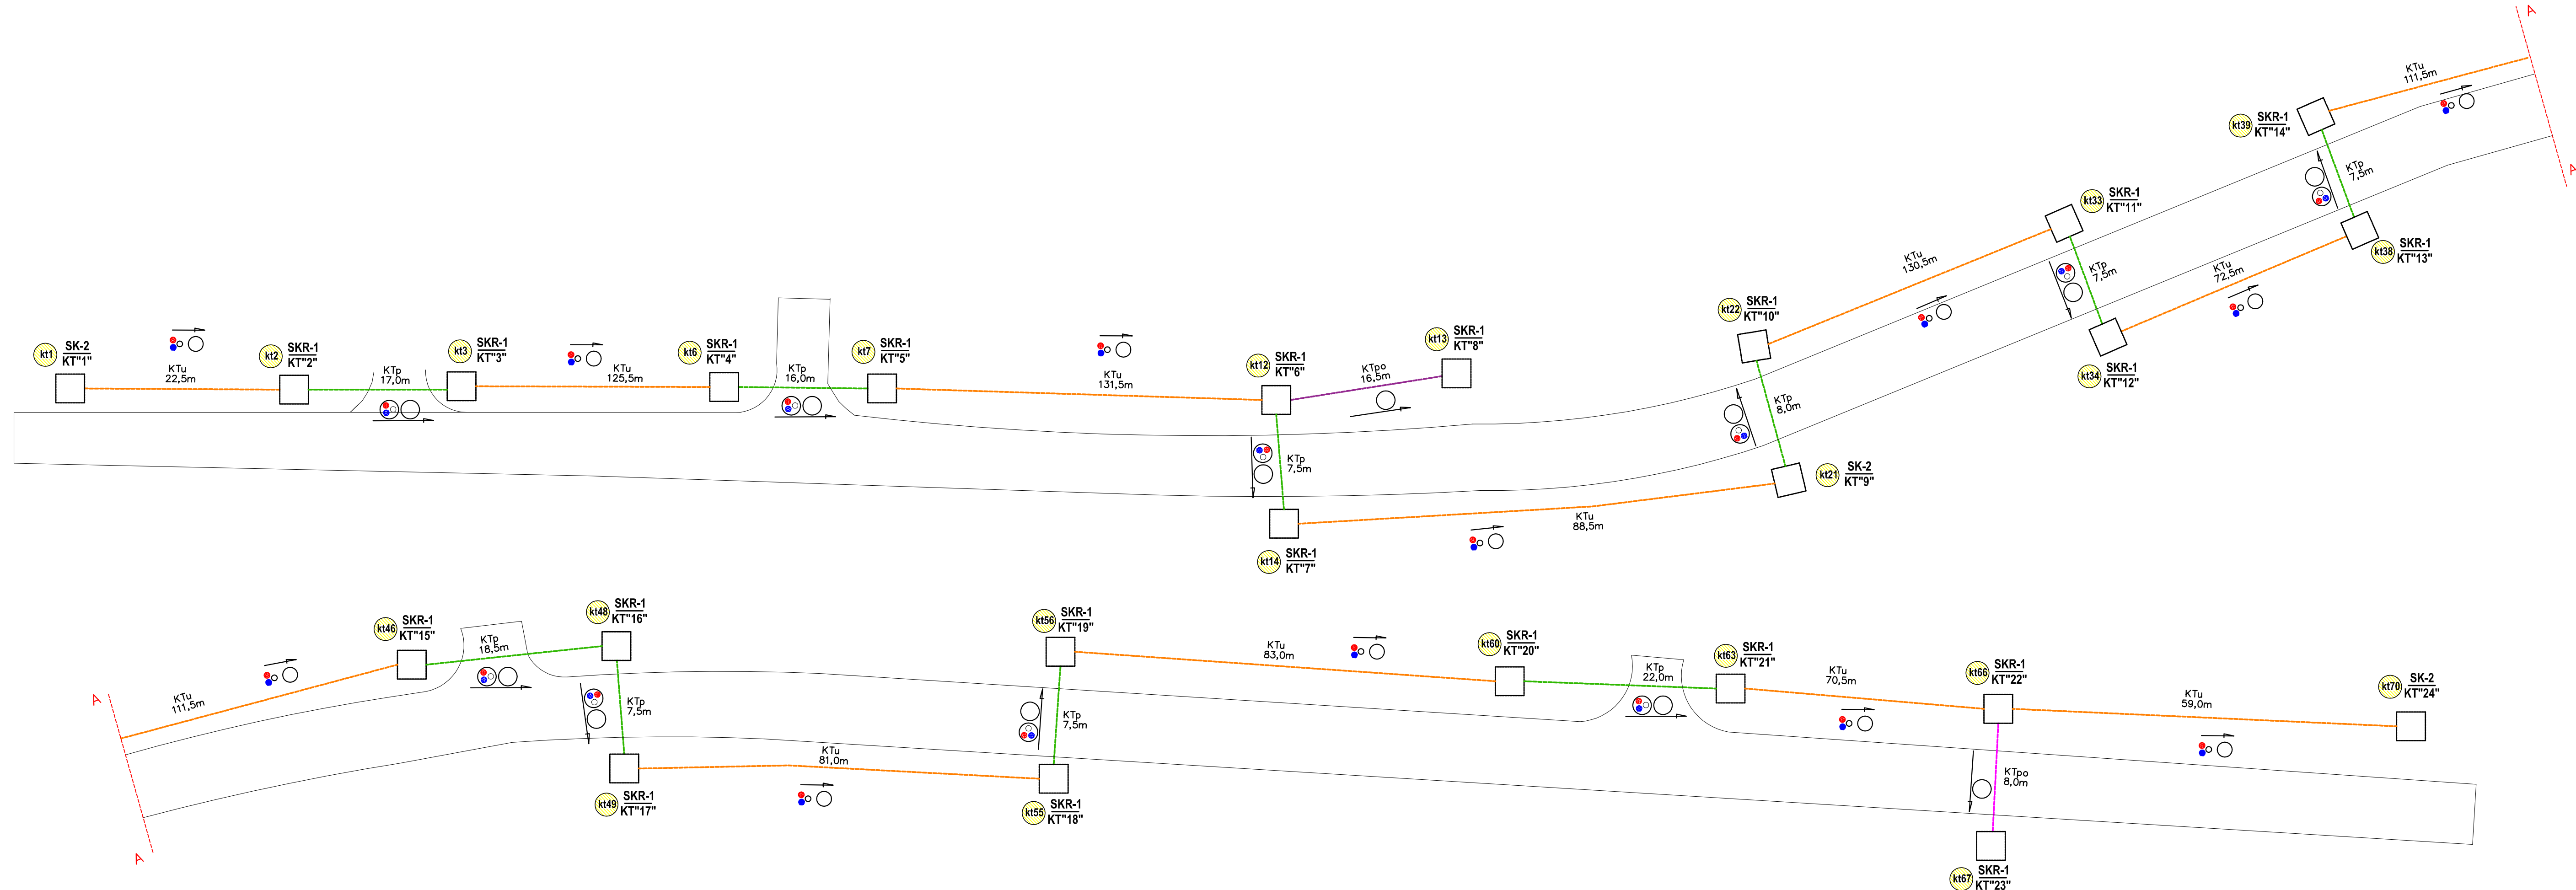 A
KTu
111,5m
kt39
SKR-1
KT"14"
KTp
7,5m
A
kt33
SKR-1
KT"11"
KTu
130,5m
kt38
SKR-1
KT"13"
KTu
72,5m
KTp
7,5m
kt22
SKR-1
KT"10"
kt34
SKR-1
KT"12"
kt1
SK-2
KT"1"
KTu
22,5m
kt2
SKR-1
KT"2"
KTp
17,0m
kt3
SKR-1
KT"3"
KTu
125,5m
kt6
SKR-1
KT"4"
KTp
16,0m
kt7
SKR-1
KT"5"
KTu
131,5m
kt12
SKR-1
KT"6"
KTpo
16,5m
kt13
SKR-1
KT"8"
KTp
8,0m
KTp
7,5m
kt21
SK-2
KT"9"
KTu
88,5m
kt14
SKR-1
KT"7"
A
KTu
111,5m
kt46
SKR-1
KT"15"
KTp
18,5m
kt48
SKR-1
KT"16"
KTp
7,5m
kt56
SKR-1
KT"19"
KTp
7,5m
KTu
83,0m
kt60
SKR-1
KT"20"
KTp
22,0m
kt63
SKR-1
KT"21"
KTu
70,5m
kt66
SKR-1
KT"22"
KTu
59,0m
kt70
SK-2
KT"24"
KTu
81,0m
kt49
SKR-1
KT"17"
kt55
SKR-1
KT"18"
KTpo
8,0m
A
kt67
SKR-1
KT"23"